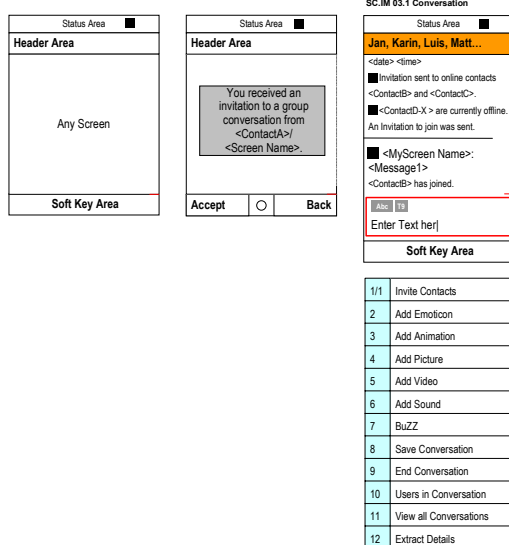 Status Area
Header Area
Any Screen
Soft Key Area
Status Area
Header Area
You received an
invitation to a group
conversation from
<ContactA>/
<Screen Name>.
Accept
Back
SC.IM 03.1 Conversation
Status Area
Jan, Karin, Luis, Matt…
<date> <time>
Invitation sent to online contacts
<ContactB> and <ContactC>.
<ContactD-X > are currently offline.
An Invitation to join was sent.
<MyScreen Name>:
<Message1>
<ContactB> has joined.
Abc T9
Enter Text her|
Soft Key Area
1/1 Invite Contacts
2 Add Emoticon
3 Add Animation
4 Add Picture
5 Add Video
6 Add Sound
7 BuZZ
8 Save Conversation
9 End Conversation
10 Users in Conversation
11 View all Conversations
12 Extract Details